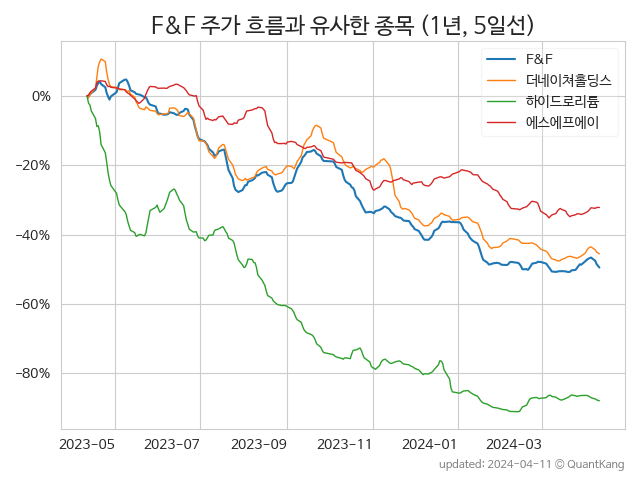 F&F 주가 흐름과 유사한 종목 (1년, 5일선)
F&F
더네이쳐홀딩스
하이드로리튬
에스에프에이
0%
−20%
−40%
−60%
−80%
2023-05 2023-07 2023-09 2023-11 2024-01 2024-03
updated: 2024-04-11 © QuantKang